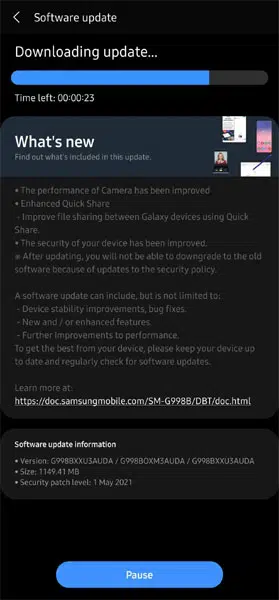 Software update
Downloading update...
Time left: 00:00:23
What's new
Find out what's included in this update.
• The performance of Camera has been improved
• Enhanced Quick Share
- Improve file sharing between Galaxy devices using Quick
Share.
• The security of your device has been improved.
※ After updating, you will not be able to downgrade to the old
software because of updates to the security policy.
A software update can include, but is not limited to:
- Device stability improvements, bug fixes.
- New and / or enhanced features.
- Further Improvements to performance.
To get the best from your device, please keep your device up
to date and regularly check for software updates.
Learn more at:
https://doc.samsungmobile.com/SM-G998B/DBT/doc.html
Software update information
• Version: G998BXXU3AUDA / G998BOXM3AUDA / G998BXXU3AUDA
• Size: 1149.41 MB
• Security patch level: 1 May 2021
Pause